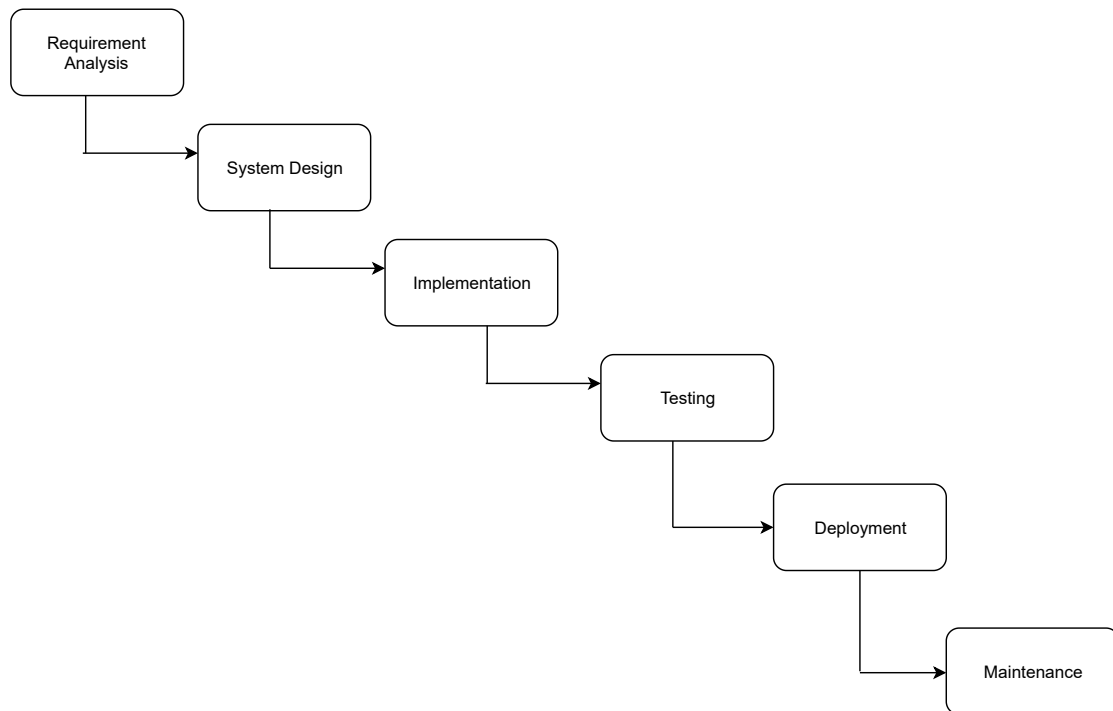 Requirement
Analysis
System Design
Implementation
Testing
Deployment
Maintenance